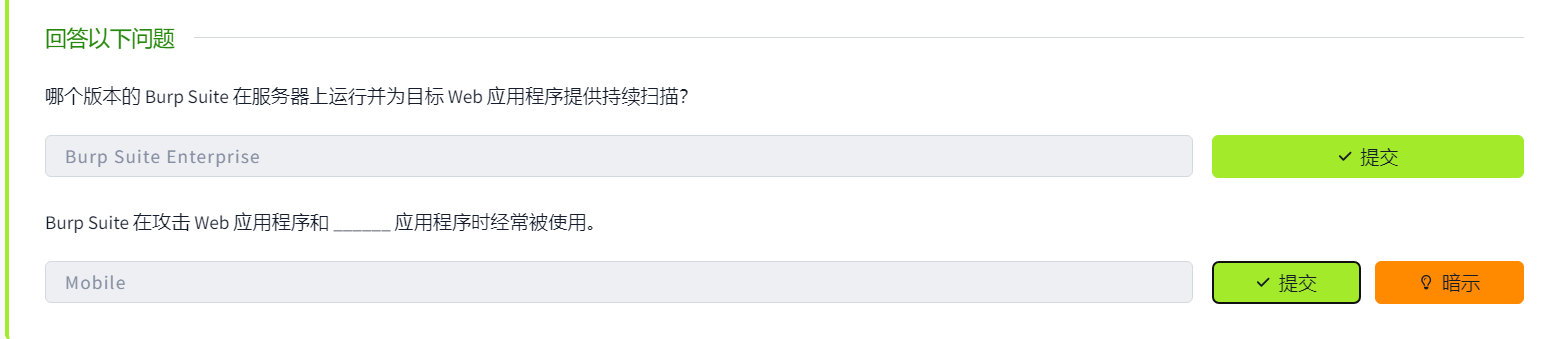 回答以下问题
哪个版本的 Burp Suite 在服务器上运行并为目标 Web 应用程序提供持续扫描？
Burp Suite Enterprise
提交
Burp Suite 在攻击 Web 应用程序和 ______ 应用程序时经常被使用。
Mobile
提交
暗示